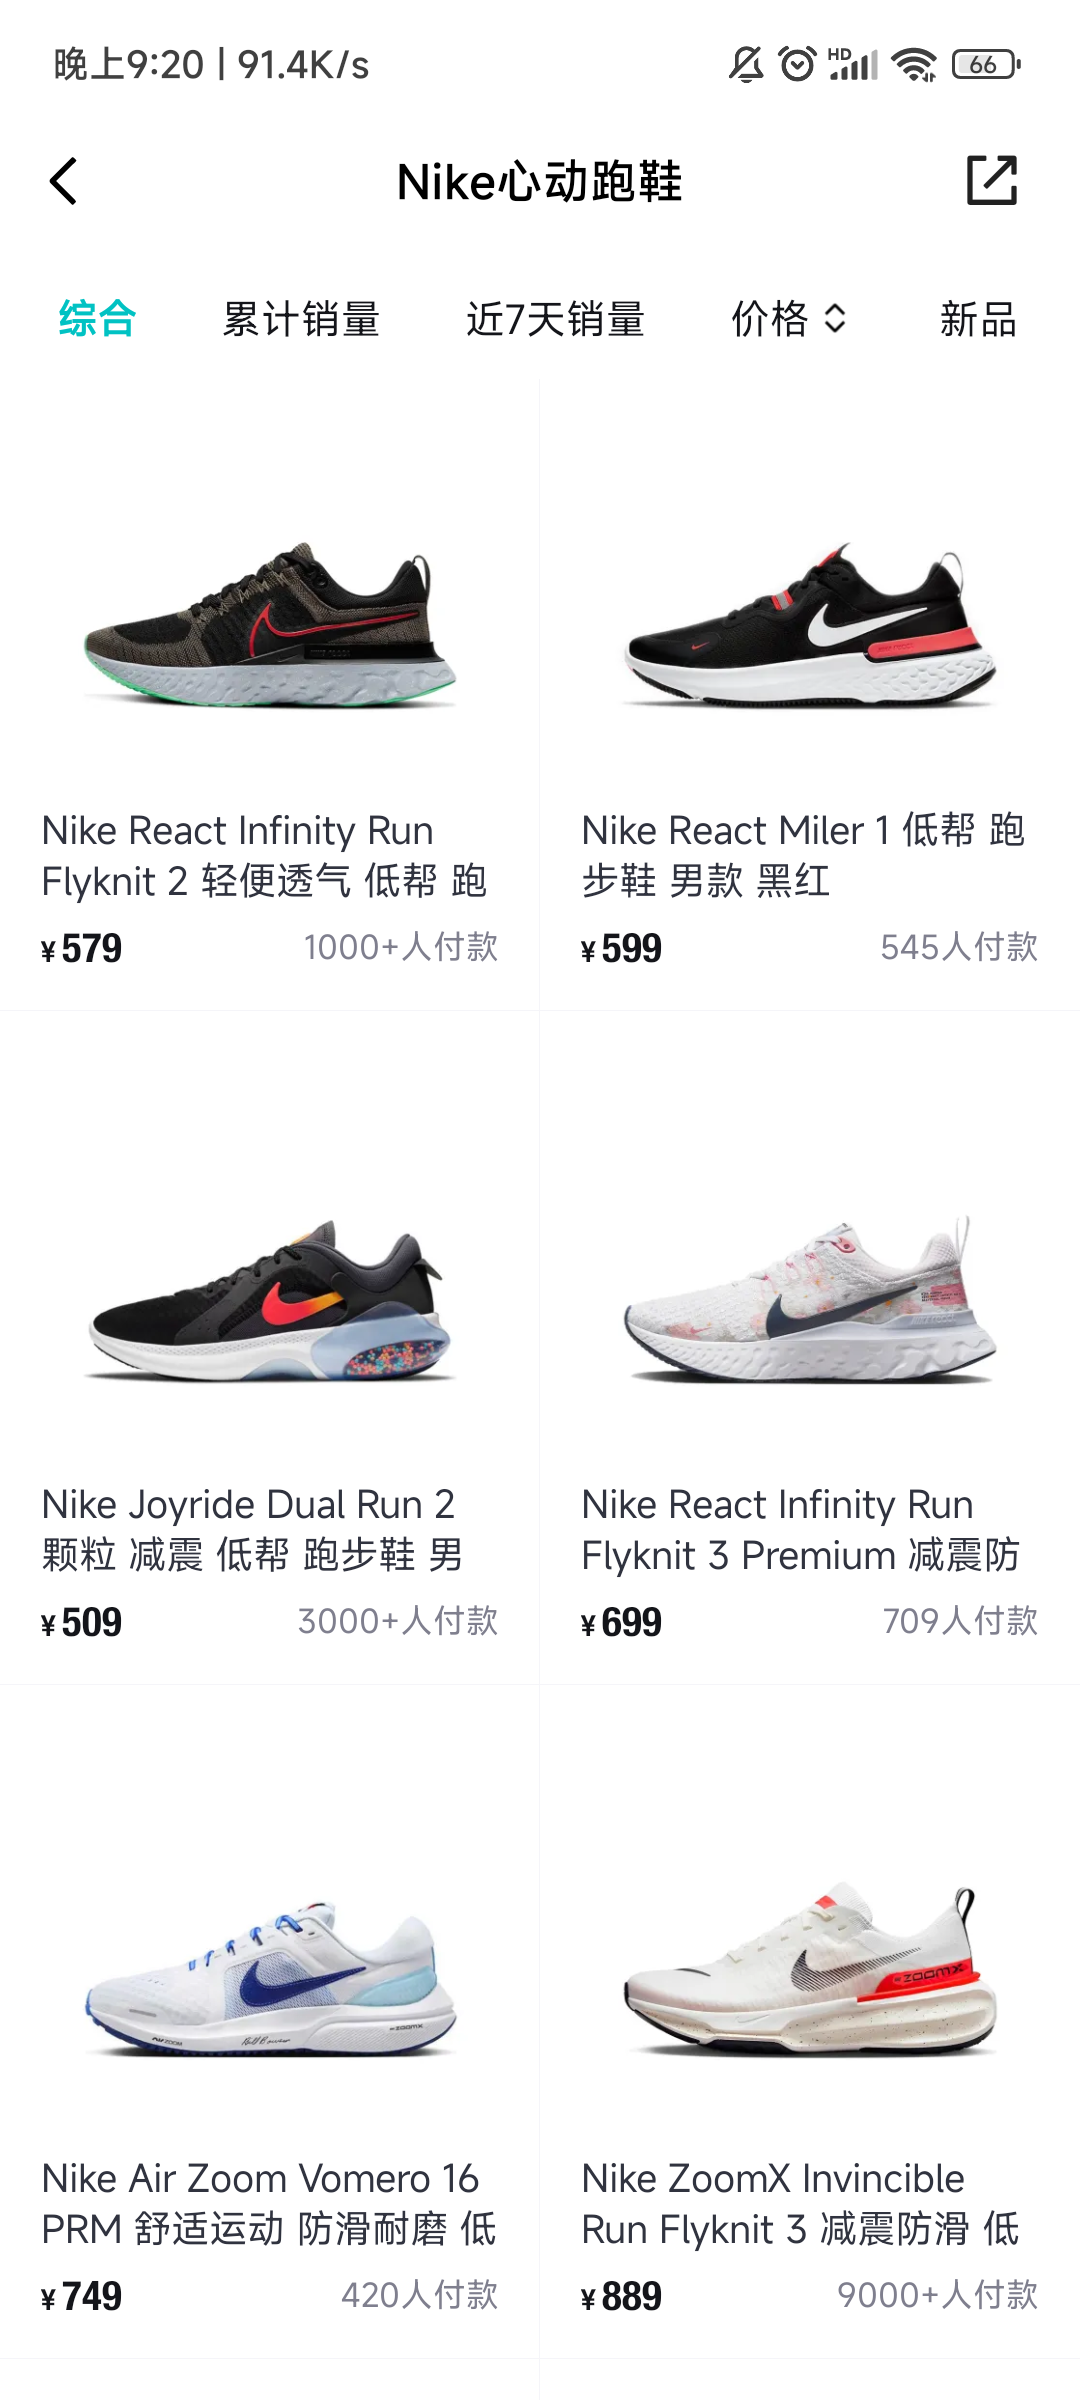 晚上9:20 | 91.4K/s
HD
66
Nike心动跑鞋
综合 累计销量 近7天销量 价格 新品
Nike React Infinity Run
Flyknit 2 轻便透气 低帮 跑
¥579 1000+人付款
Nike React Miler 1 低帮 跑
步鞋 男款 黑红
¥599 545人付款
Nike Joyride Dual Run 2
颗粒 减震 低帮 跑步鞋 男
¥509 3000+人付款
Nike React Infinity Run
Flyknit 3 Premium 减震防
¥699 709人付款
ZOOMX
Nike Air Zoom Vomero 16
PRM 舒适运动 防滑耐磨 低
¥749 420人付款
ZOOMX
Nike ZoomX Invincible
Run Flyknit 3 减震防滑 低
¥889 9000+人付款